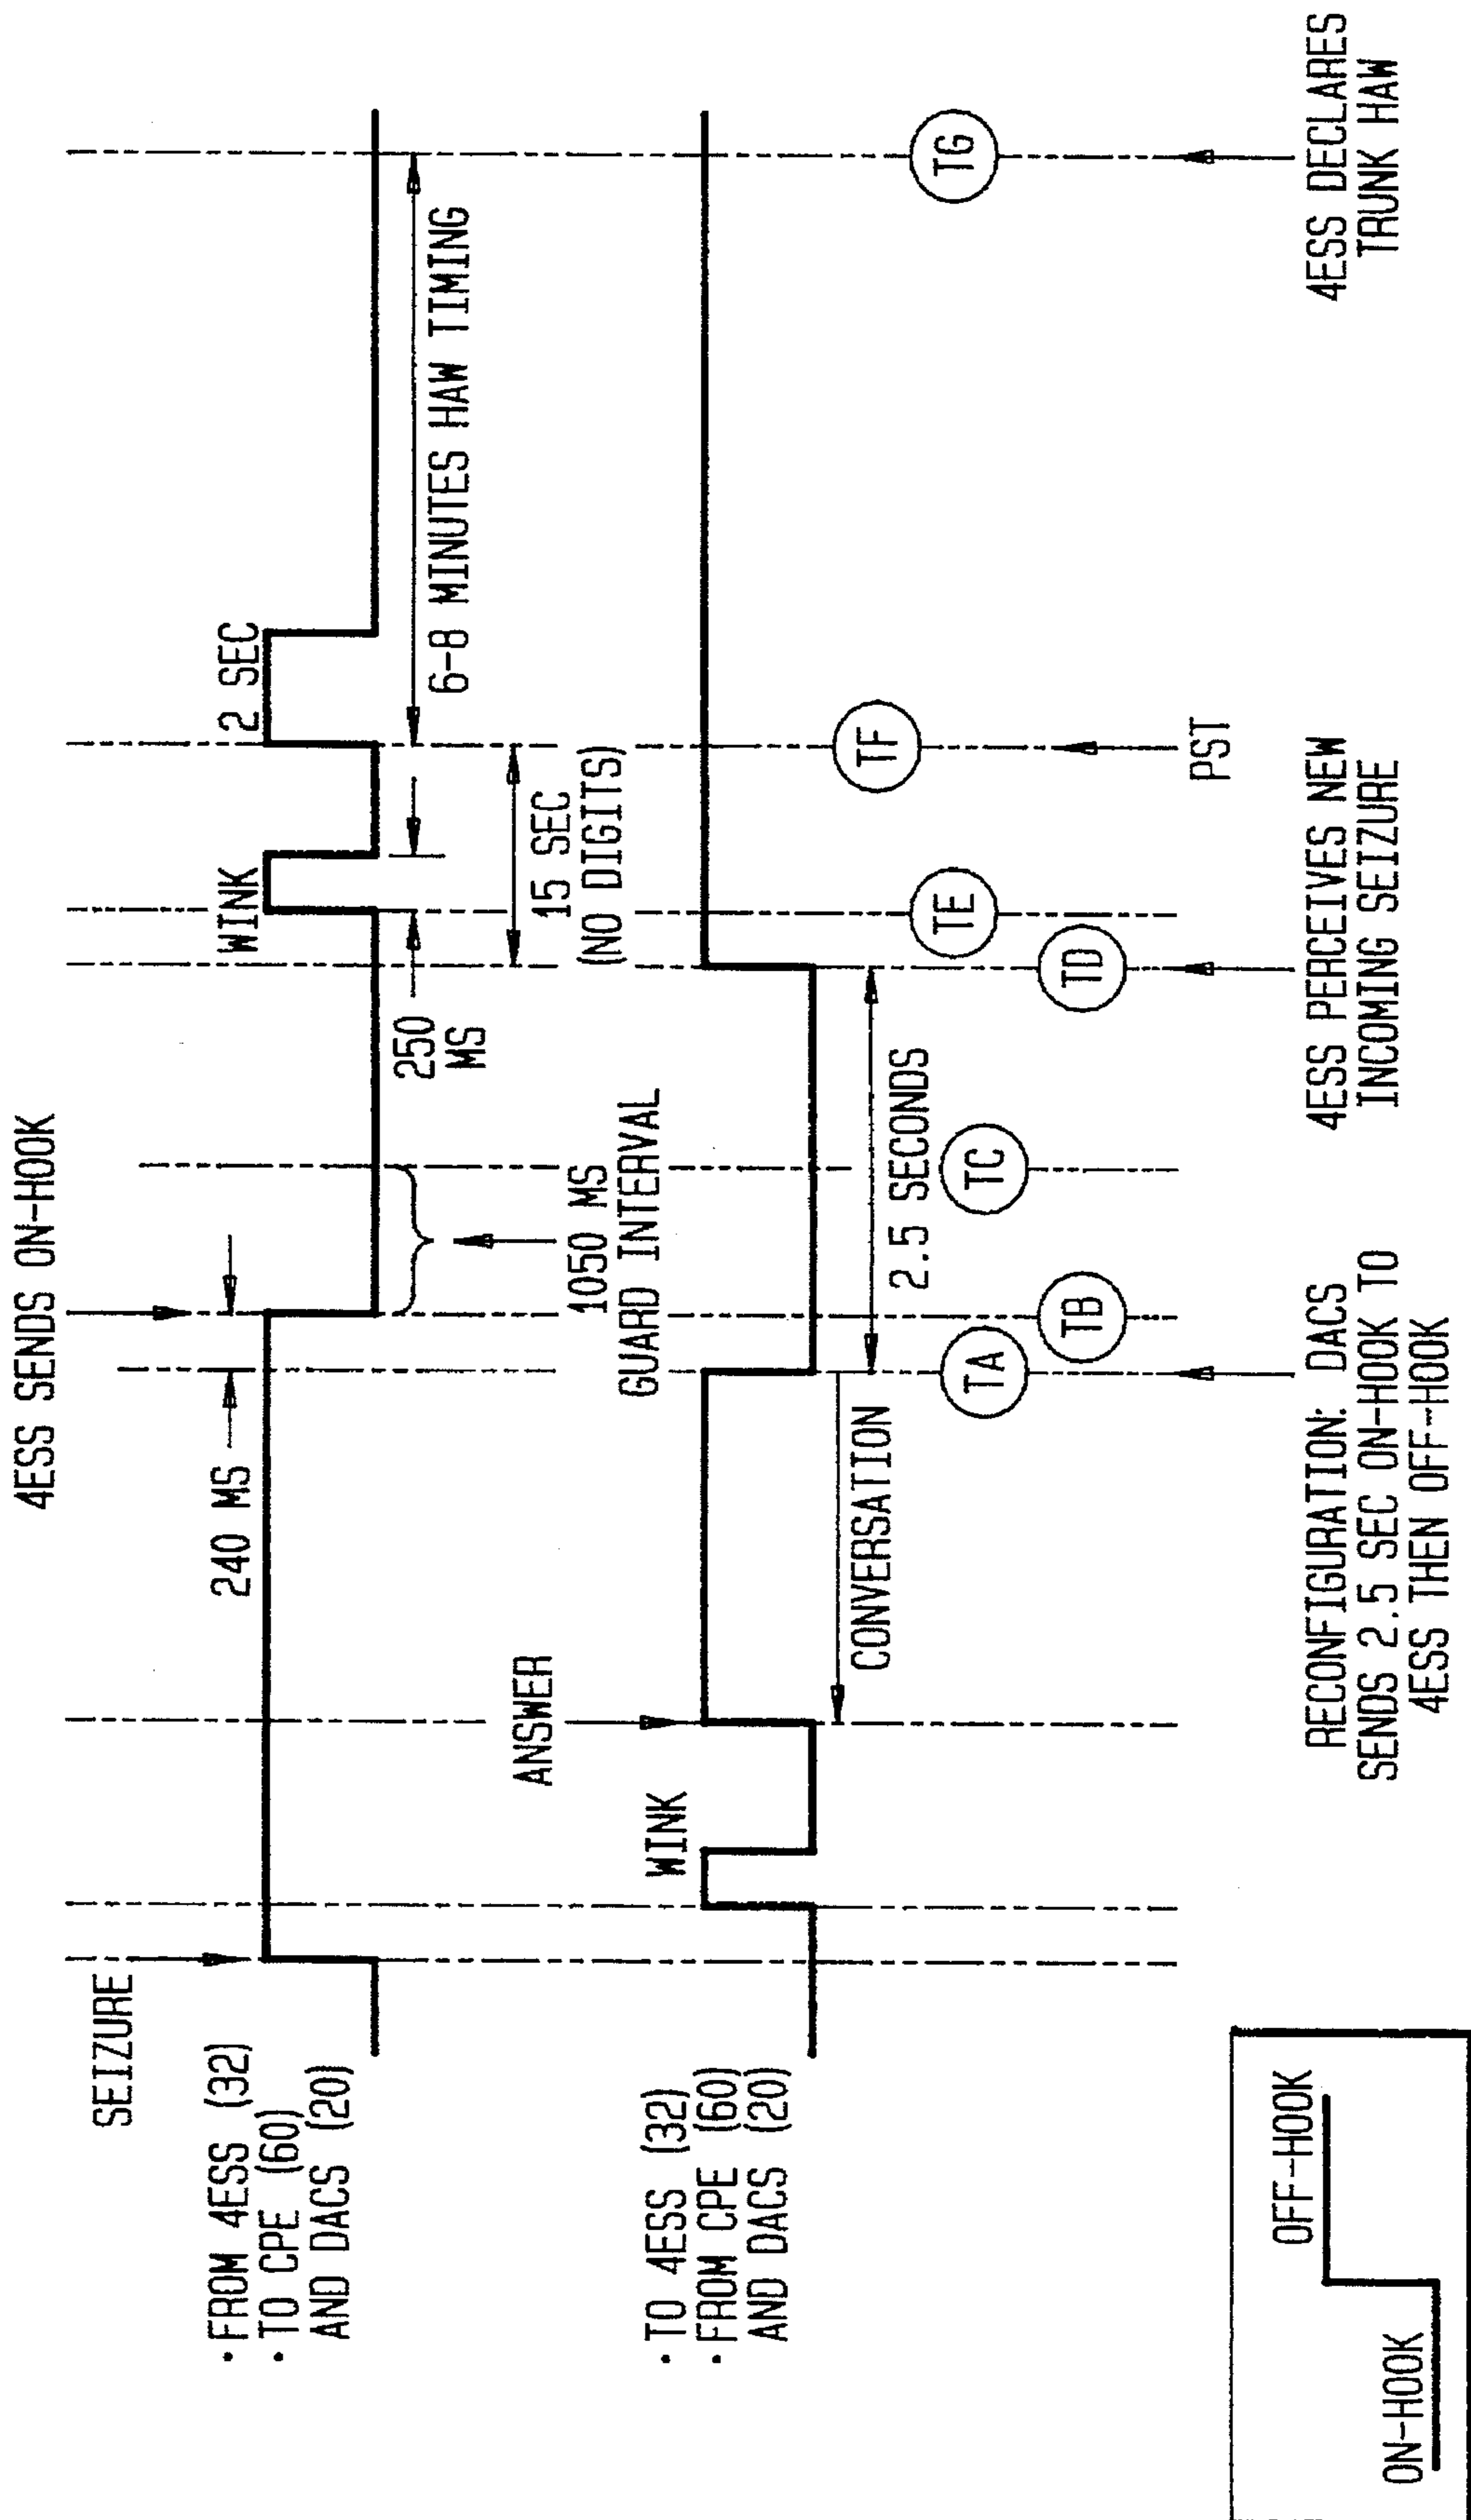 4ESS SENDS ON-HOOK
SEIZURE
240 MS
WINK
2 SEC
• FROM 4ESS (32)
• TO CPE (60)
AND DACS (20)
250
MS
6-8 MINUTES HAW TIMING
ANSWER
1050 MS
GUARD INTERVAL
15 SEC
(NO DIGITS)
WINK
• TO 4ESS (32)
• FROM CPE (60)
AND DACS (20)
CONVERSATION
2.5 SECONDS
TA
TB
TC
TD
TE
TF
TG
PST
RECONFIGURATION: DACS
SENDS 2.5 SEC ON-HOOK TO
4ESS THEN OFF-HOOK
4ESS PERCEIVES NEW
INCOMING SEIZURE
4ESS DECLARES
TRUNK HAW
OFF-HOOK
ON-HOOK